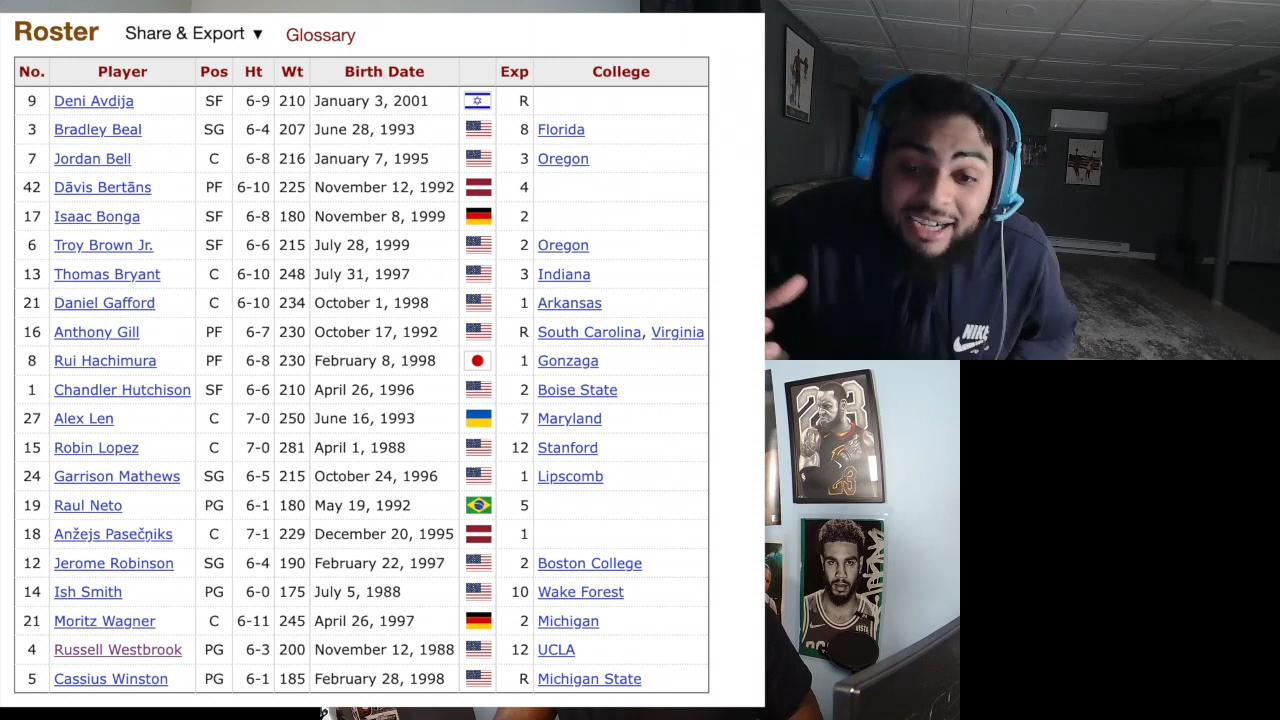 Roster Share & Export ▼ Glossary
No. Player Pos Ht Wt Birth Date Exp College
9 Deni Avdija SF 6-9 210 January 3, 2001 R
3 Bradley Beal SG 6-4 207 June 28, 1993 8 Florida
7 Jordan Bell C 6-8 216 January 7, 1995 3 Oregon
42 Dāvis Bertāns PF 6-10 225 November 12, 1992 4
17 Isaac Bonga SF 6-8 180 November 8, 1999 2
6 Troy Brown Jr. SF 6-6 215 July 28, 1999 2 Oregon
13 Thomas Bryant C 6-10 248 July 31, 1997 3 Indiana
21 Daniel Gafford C 6-10 234 October 1, 1998 1 Arkansas
16 Anthony Gill PF 6-7 230 October 17, 1992 R South Carolina, Virginia
8 Rui Hachimura PF 6-8 230 February 8, 1998 1 Gonzaga
1 Chandler Hutchison SF 6-6 210 April 26, 1996 2 Boise State
27 Alex Len C 7-0 250 June 16, 1993 7 Maryland
15 Robin Lopez C 7-0 281 April 1, 1988 12 Stanford
24 Garrison Mathews SG 6-5 215 October 24, 1996 1 Lipscomb
19 Raul Neto PG 6-1 180 May 19, 1992 5
18 Anžejs Pasečņiks C 7-1 229 December 20, 1995 1
12 Jerome Robinson SG 6-4 190 February 22, 1997 2 Boston College
14 Ish Smith PG 6-0 175 July 5, 1988 10 Wake Forest
21 Moritz Wagner C 6-11 245 April 26, 1997 2 Michigan
4 Russell Westbrook PG 6-3 200 November 12, 1988 12 UCLA
5 Cassius Winston PG 6-1 185 February 28, 1998 R Michigan State
NIKE
23
23